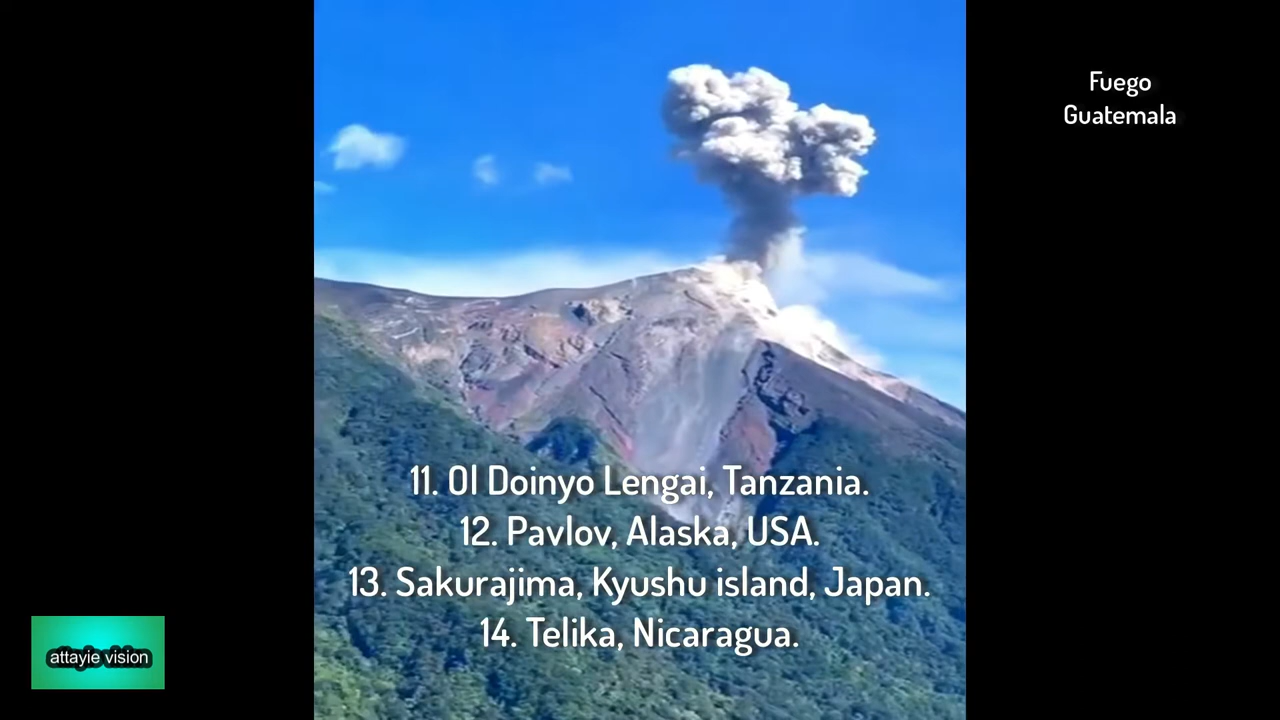 Fuego
Guatemala
11. Ol Doinyo Lengai, Tanzania.
12. Pavlov, Alaska, USA.
13. Sakurajima, Kyushu island, Japan.
14. Telika, Nicaragua.
attayie vision